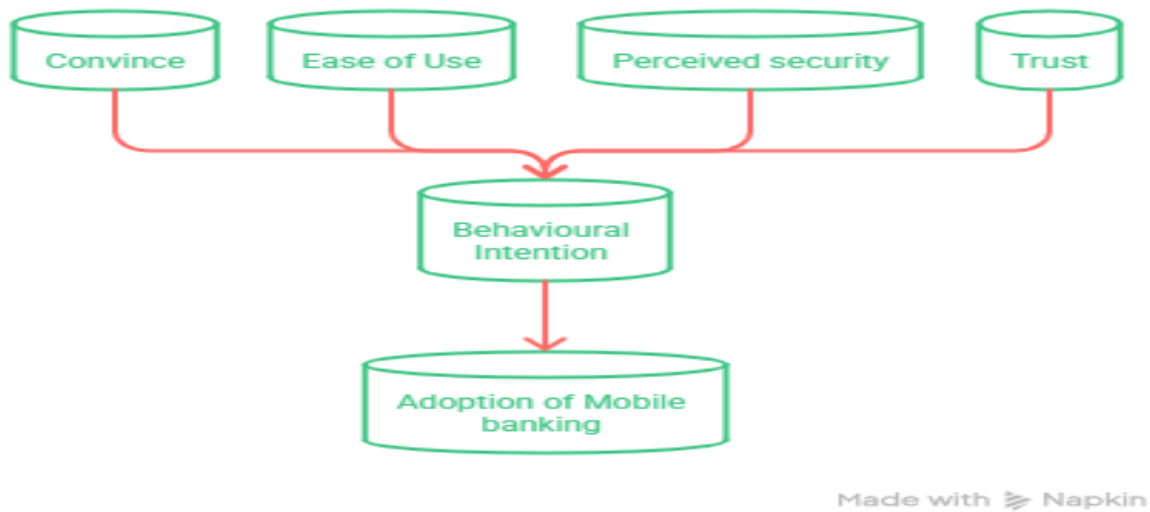 Convince
Ease of Use
Perceived security
Trust
Behavioural
Intention
Adoption of Mobile
banking
Made with Napkin